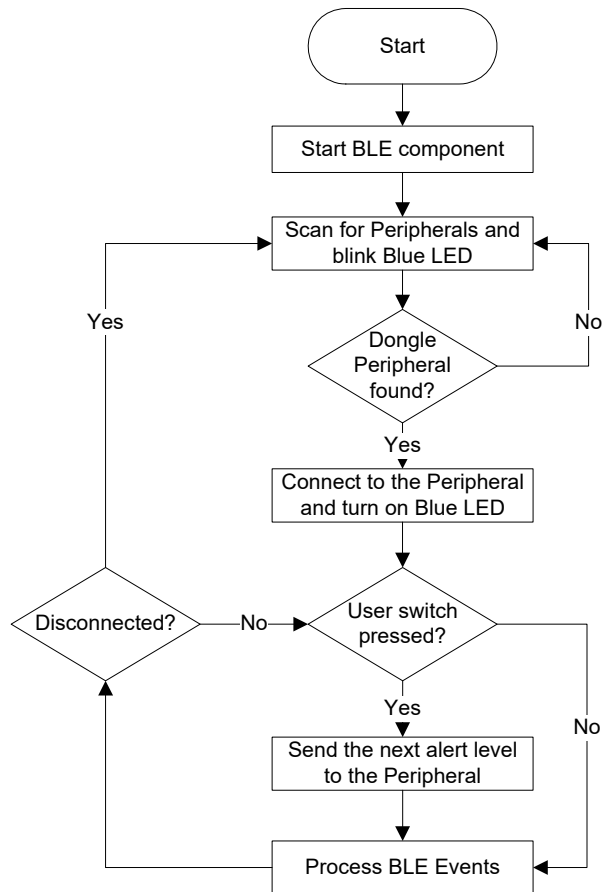 Start
Start BLE component
Scan for Peripherals and
blink Blue LED
Yes
No
Dongle
Peripheral
found?
Yes
Connect to the Peripheral
and turn on Blue LED
Disconnected?
No
User switch
pressed?
Yes
No
Send the next alert level
to the Peripheral
Process BLE Events